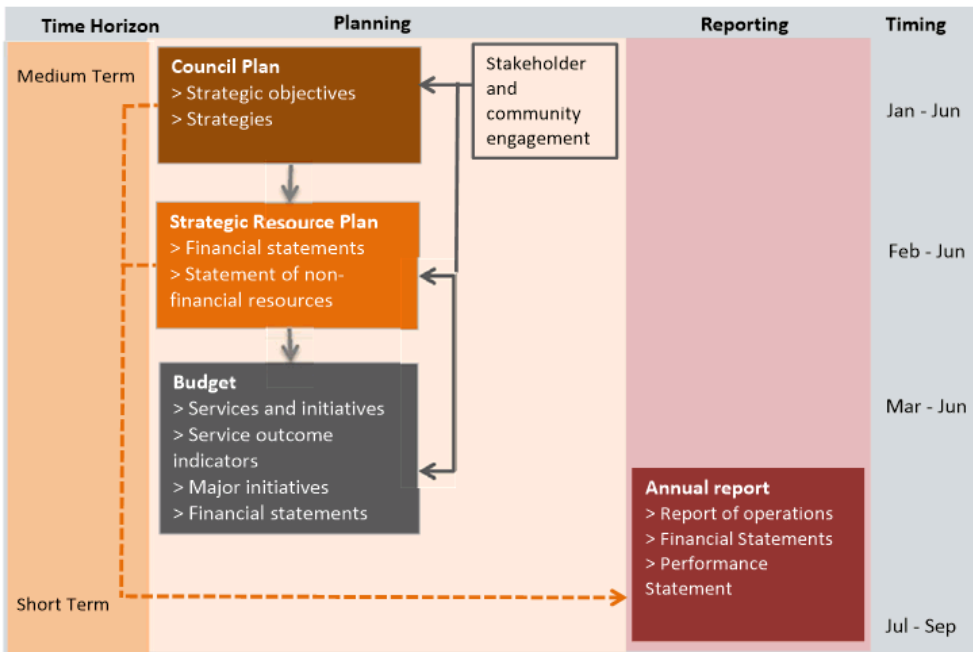 Time Horizon
Planning
Reporting
Timing
Medium Term
Council Plan
> Strategic objectives
> Strategies
Stakeholder
and
community
engagement
Jan - Jun
Strategic Resource Plan
> Financial statements
> Statement of non-
financial resources
Feb - Jun
Budget
> Services and initiatives
> Service outcome
indicators
> Major initiatives
> Financial statements
Mar - Jun
Annual report
> Report of operations
> Financial Statements
> Performance
Statement
Short Term
Jul - Sep